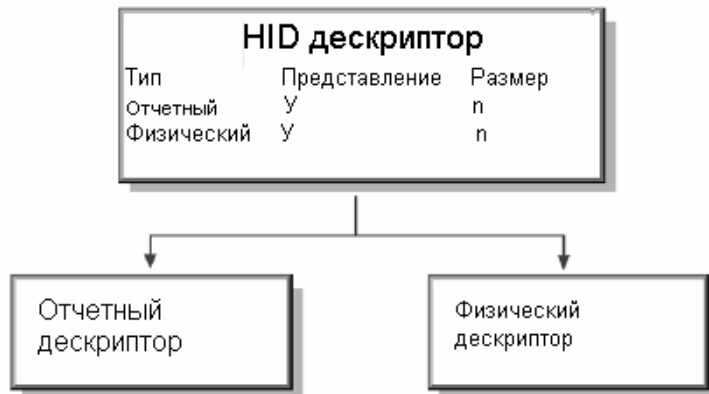 HID дескриптор
Тип Представление Размер
Отчетный У n
Физический У n
Отчетный
дескриптор
Физический
дескриптор